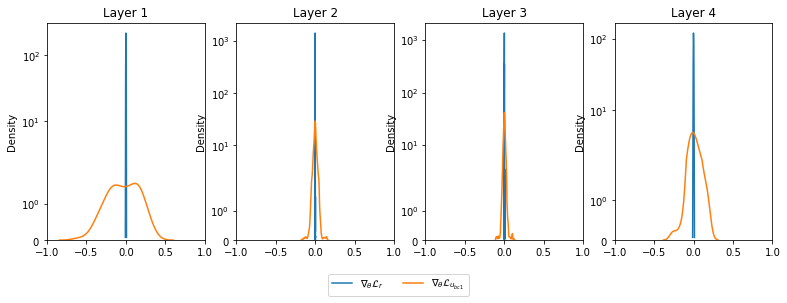 Layer 1 Layer 2 Layer 3 Layer 4
Density Density Density Density
10² 10³ 10³ 10²
10² 10²
10¹ 10¹ 10¹ 10¹
10⁰ 10⁰ 10⁰ 10⁰
0 0 0 0
−1.0 −0.5 0.0 0.5 1.0 −1.0 −0.5 0.0 0.5 1.0 −1.0 −0.5 0.0 0.5 1.0 −1.0 −0.5 0.0 0.5 1.0
∇θℒr ∇θℒu_bc1